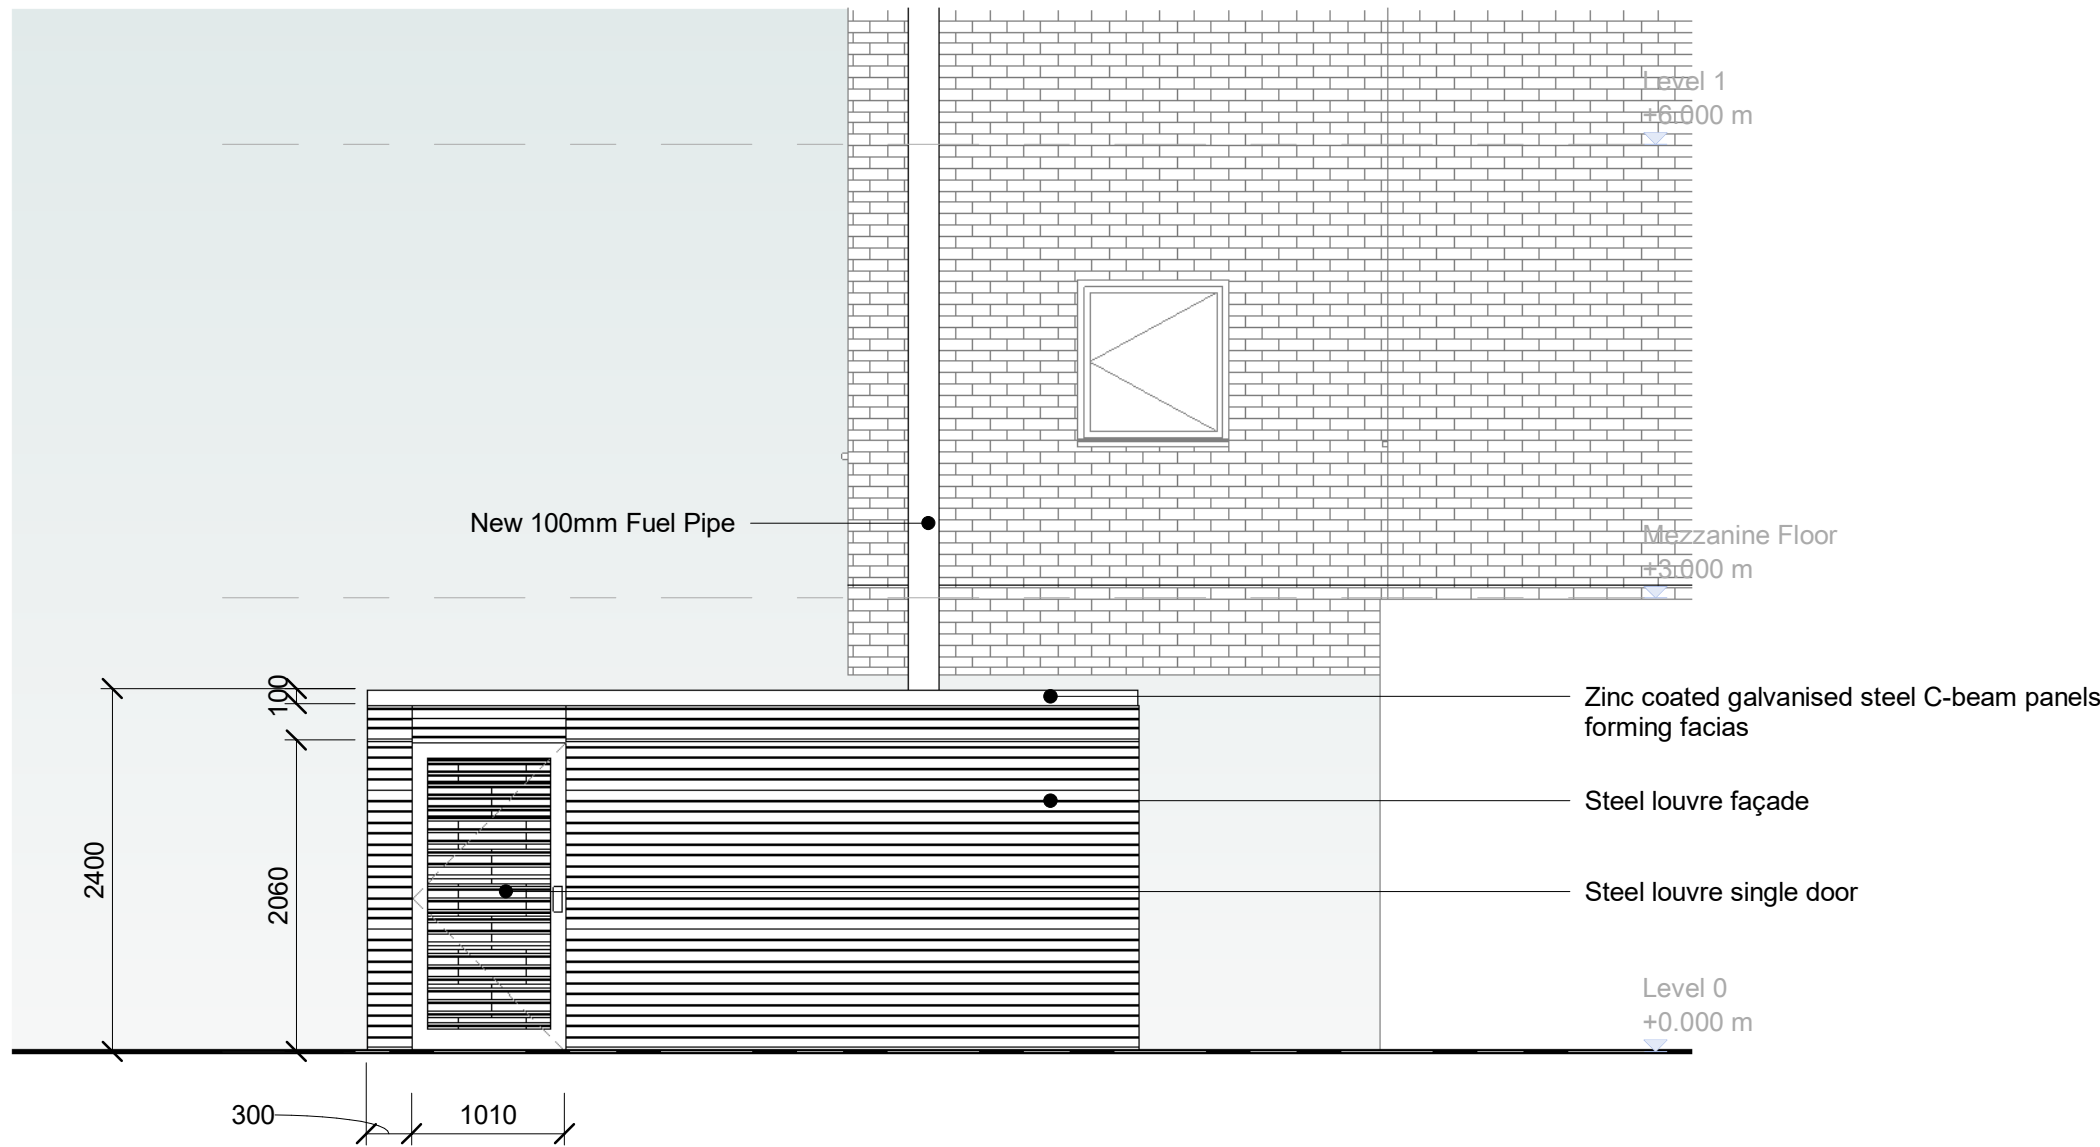 Level 1
+6.000 m
New 100mm Fuel Pipe
Mezzanine Floor
+3.000 m
100
Zinc coated galvanised steel C-beam panels
forming facias
Steel louvre façade
2400
2060
Steel louvre single door
Level 0
+0.000 m
300
1010